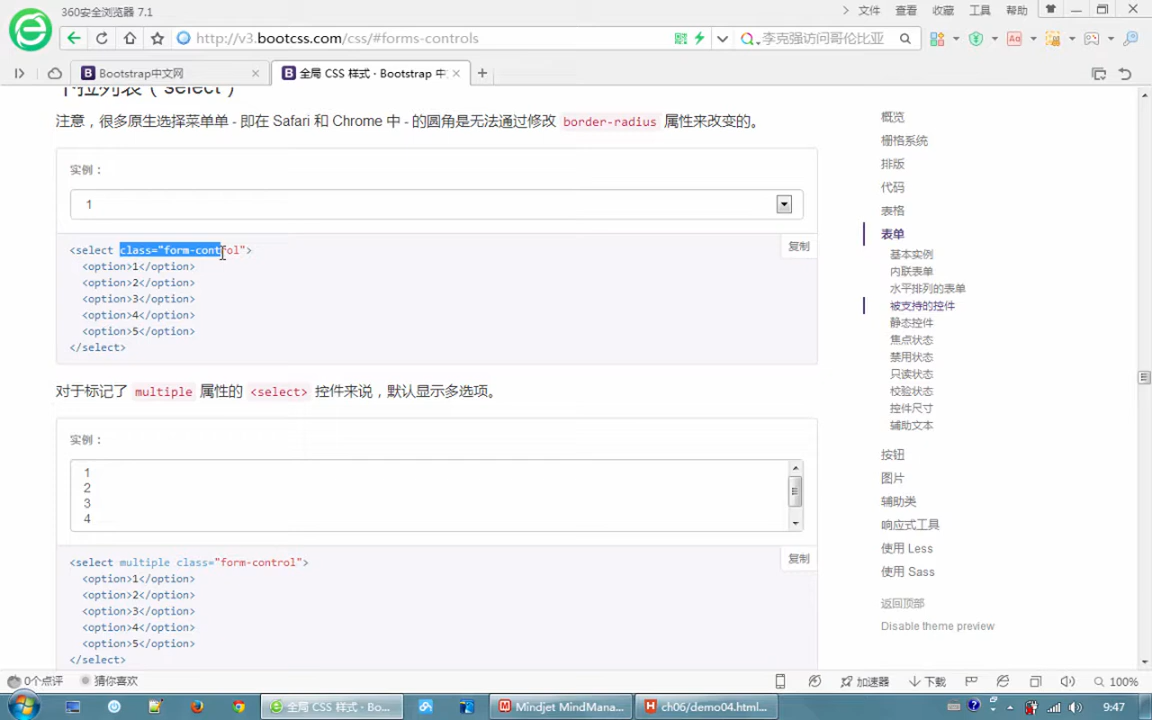 360安全浏览器 7.1
文件 查看 收藏 工具 帮助
http://v3.bootcss.com/css/#forms-controls
李克强访问哥伦比亚
Bootstrap中文网
全局 CSS 样式 · Bootstrap 中
下拉列表（select）
注意，很多原生选择菜单单 - 即在 Safari 和 Chrome 中 - 的圆角是无法通过修改 border-radius 属性来改变的。
实例：
1
复制
<select class="form-control">
<option>1</option>
<option>2</option>
<option>3</option>
<option>4</option>
<option>5</option>
</select>
对于标记了 multiple 属性的 <select> 控件来说，默认显示多选项。
实例：
1
2
3
4
复制
<select multiple class="form-control">
<option>1</option>
<option>2</option>
<option>3</option>
<option>4</option>
<option>5</option>
</select>
概览
栅格系统
排版
代码
表格
表单
基本实例
内联表单
水平排列的表单
被支持的控件
静态控件
焦点状态
禁用状态
只读状态
校验状态
控件尺寸
辅助文本
按钮
图片
辅助类
响应式工具
使用 Less
使用 Sass
返回顶部
Disable theme preview
0个点评
猜你喜欢
加速器
下载
100%
全局 CSS 样式 · Bo...
Mindjet MindMana...
ch06/demo04.html...
9:47